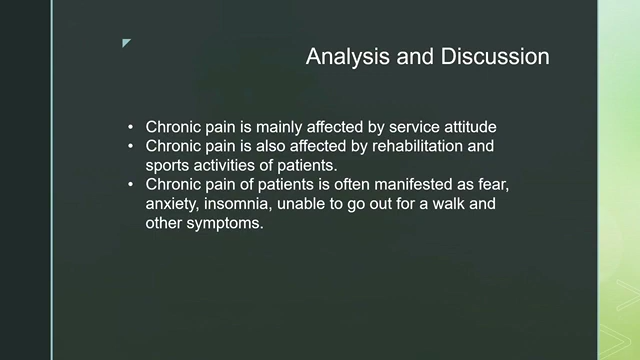 Analysis and Discussion
• Chronic pain is mainly affected by service attitude
• Chronic pain is also affected by rehabilitation and
sports activities of patients.
• Chronic pain of patients is often manifested as fear,
anxiety, insomnia, unable to go out for a walk and
other symptoms.